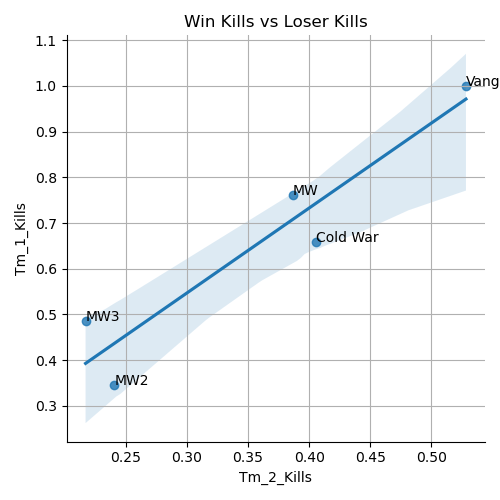 Win Kills vs Loser Kills
1.1
1.0
0.9
0.8
0.7
0.6
0.5
0.4
0.3
Tm_1_Kills
Vang
MW
Cold War
MW3
MW2
0.25 0.30 0.35 0.40 0.45 0.50
Tm_2_Kills